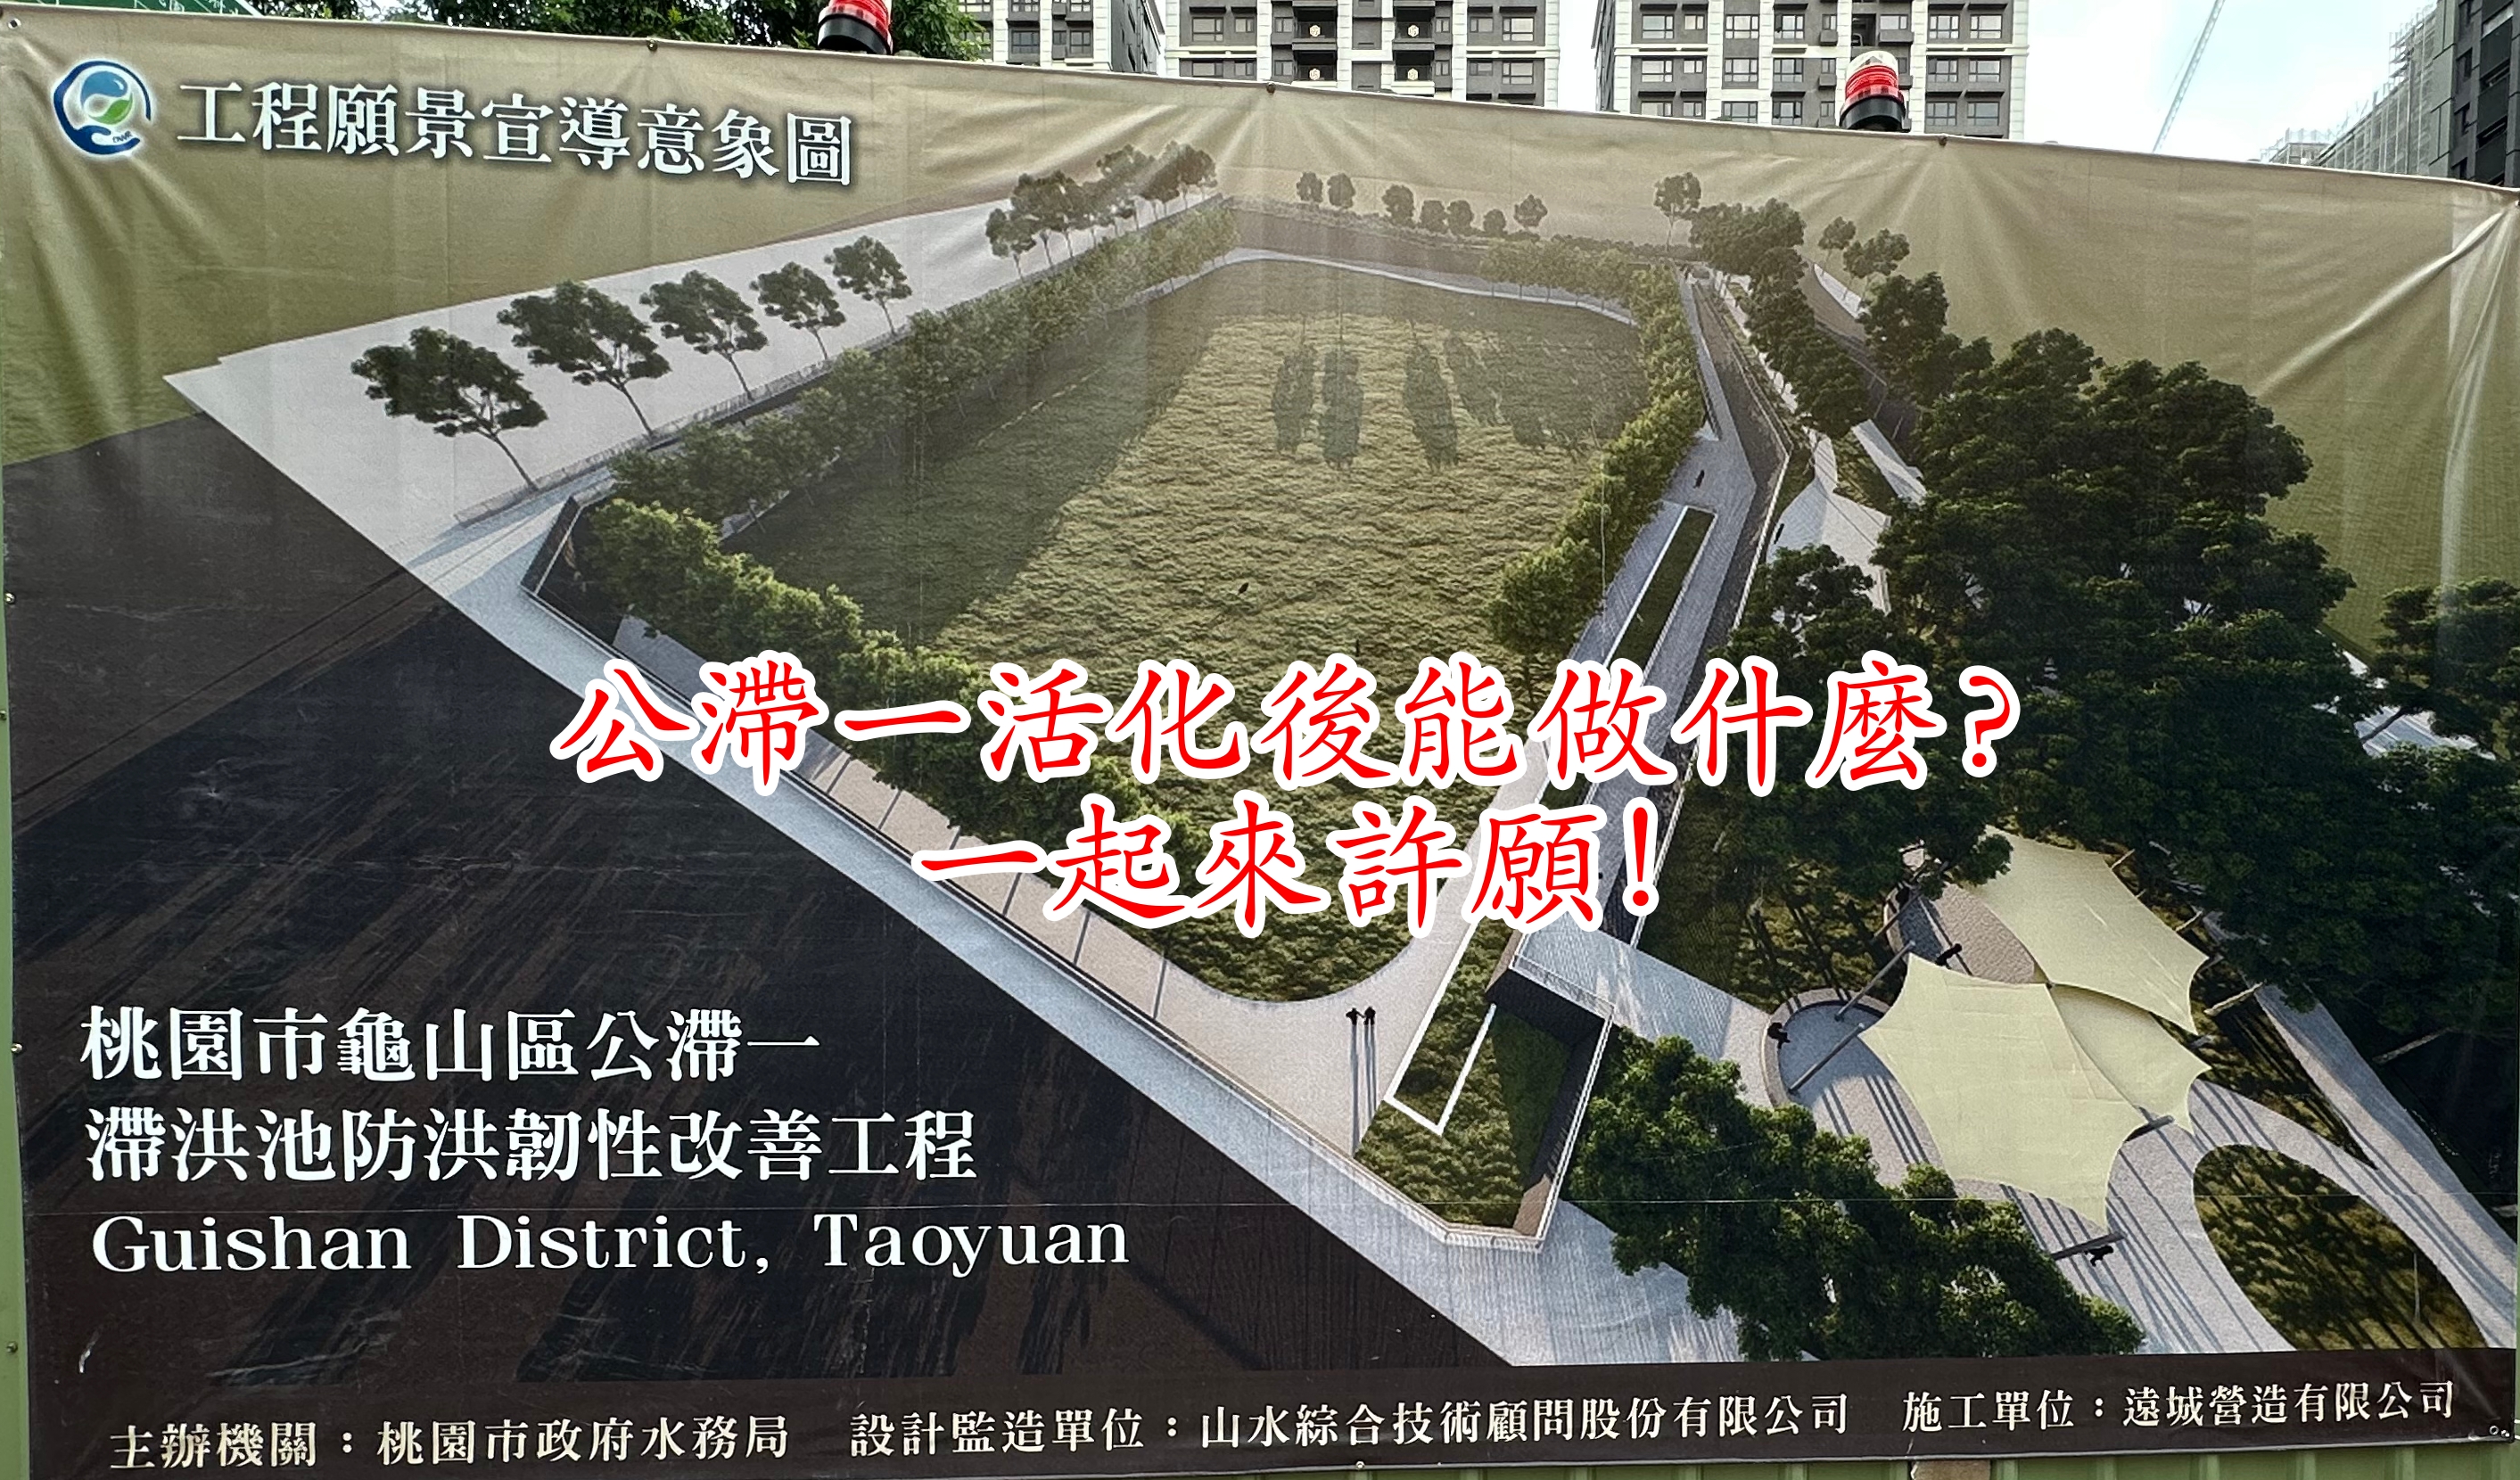 工程願景宣導意象圖
公滯一活化後能做什麼?
一起來許願!
桃園市龜山區公滯一
滯洪池防洪韌性改善工程
Guishan District, Taoyuan
主辦機關：桃園市政府水務局 設計監造單位：山水綜合技術顧問股份有限公司 施工單位：遠城營造有限公司